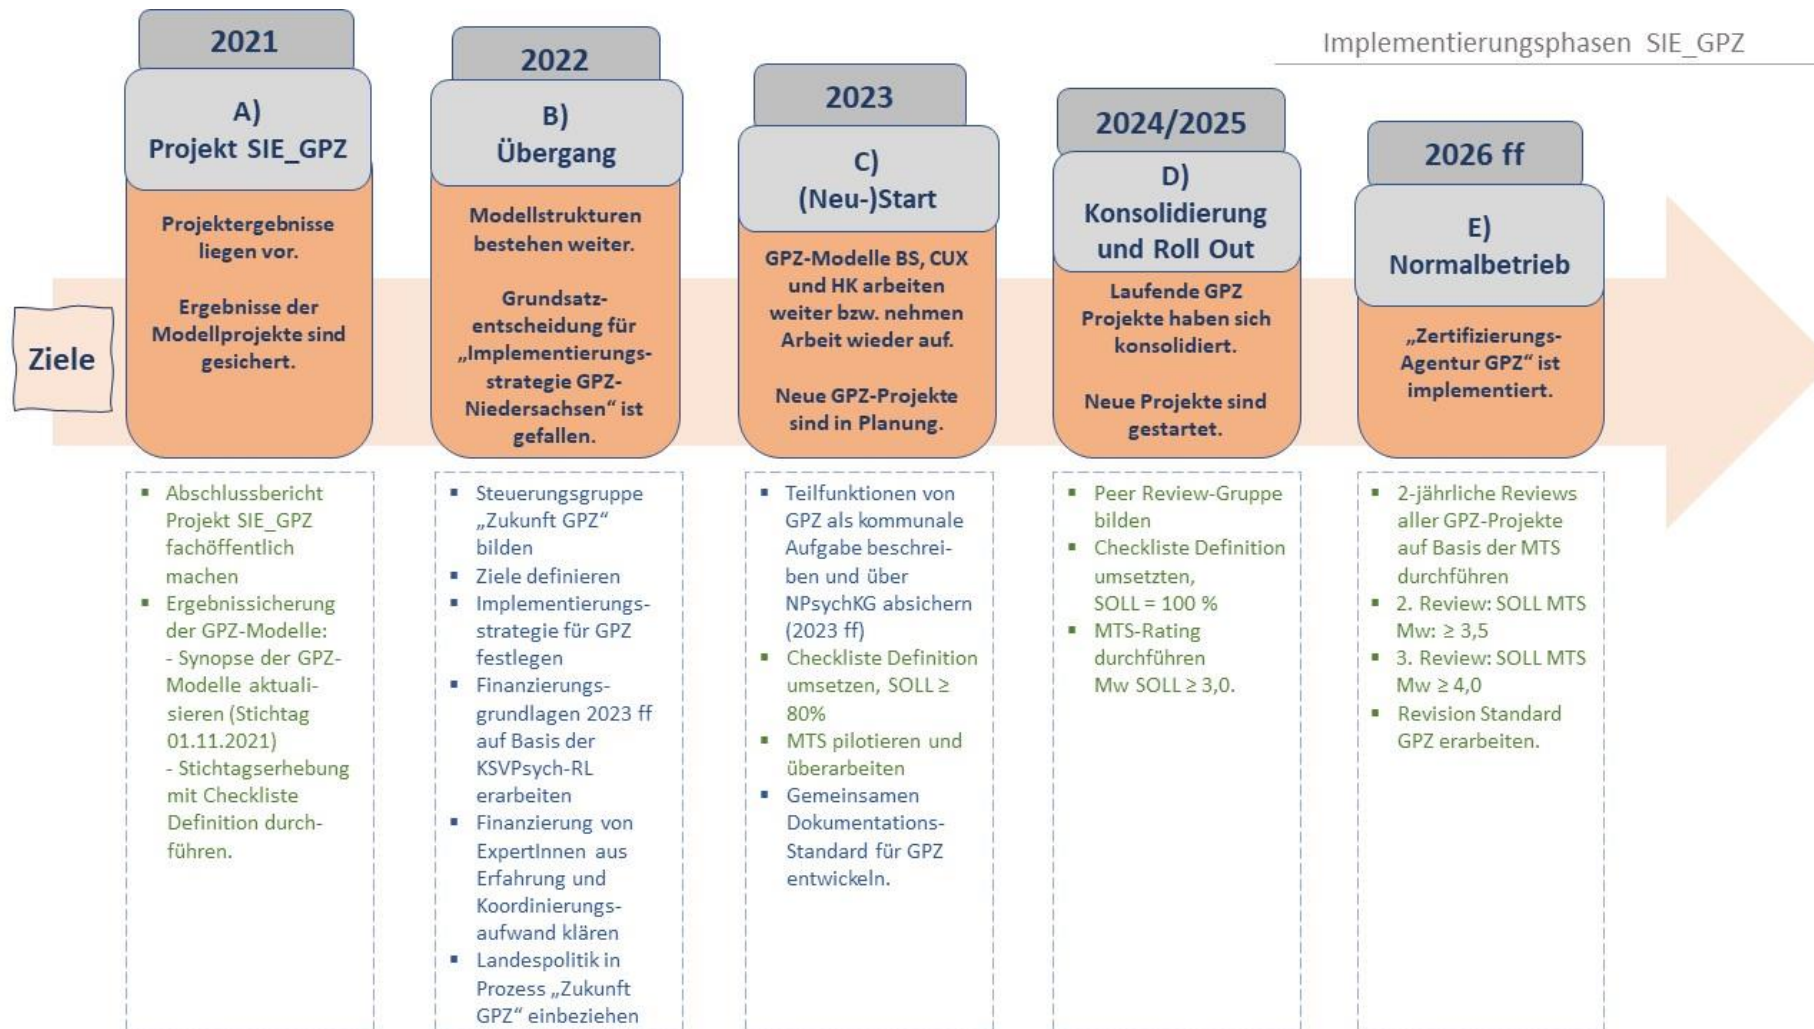 Implementierungsphasen SIE_GPZ
Ziele
2021
A)
Projekt SIE_GPZ
Projektergebnisse
liegen vor.
Ergebnisse der
Modellprojekte sind
gesichert.
▪ Abschlussbericht
Projekt SIE_GPZ
fachöffentlich
machen
▪ Ergebnissicherung
der GPZ-Modelle:
- Synopse der GPZ-
Modelle aktuali-
sieren (Stichtag
01.11.2021)
- Stichtagserhebung
mit Checkliste
Definition durch-
führen.
2022
B)
Übergang
Modellstrukturen
bestehen weiter.
Grundsatz-
entscheidung für
„Implementierungs-
strategie GPZ-
Niedersachsen“ ist
gefallen.
▪ Steuerungsgruppe
„Zukunft GPZ“
bilden
▪ Ziele definieren
▪ Implementierungs-
strategie für GPZ
festlegen
▪ Finanzierungs-
grundlagen 2023 ff
auf Basis der
KSVPsych-RL
erarbeiten
▪ Finanzierung von
ExpertInnen aus
Erfahrung und
Koordinierungs-
aufwand klären
▪ Landespolitik in
Prozess „Zukunft
GPZ“ einbeziehen
2023
C)
(Neu-)Start
GPZ-Modelle BS, CUX
und HK arbeiten
weiter bzw. nehmen
Arbeit wieder auf.
Neue GPZ-Projekte
sind in Planung.
▪ Teilfunktionen von
GPZ als kommunale
Aufgabe beschrei-
ben und über
NPsychKG absichern
(2023 ff)
▪ Checkliste Definition
umsetzen, SOLL ≥
80%
▪ MTS pilotieren und
überarbeiten
▪ Gemeinsamen
Dokumentations-
Standard für GPZ
entwickeln.
2024/2025
D)
Konsolidierung
und Roll Out
Laufende GPZ
Projekte haben sich
konsolidiert.
Neue Projekte sind
gestartet.
▪ Peer Review-Gruppe
bilden
▪ Checkliste Definition
umsetzten,
SOLL = 100 %
▪ MTS-Rating
durchführen
Mw SOLL ≥ 3,0.
2026 ff
E)
Normalbetrieb
„Zertifizierungs-
Agentur GPZ“ ist
implementiert.
▪ 2-jährliche Reviews
aller GPZ-Projekte
auf Basis der MTS
durchführen
▪ 2. Review: SOLL MTS
Mw: ≥ 3,5
▪ 3. Review: SOLL MTS
Mw ≥ 4,0
▪ Revision Standard
GPZ erarbeiten.